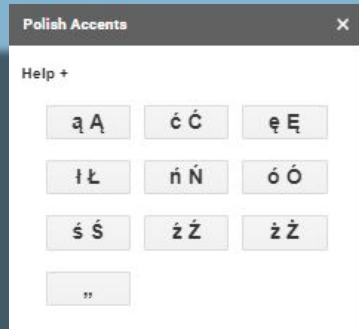 Polish Accents ×
Help +
ą Ą ć Ć ę Ę
ł Ł ń Ń ó Ó
ś Ś ź Ź ż Ż
„